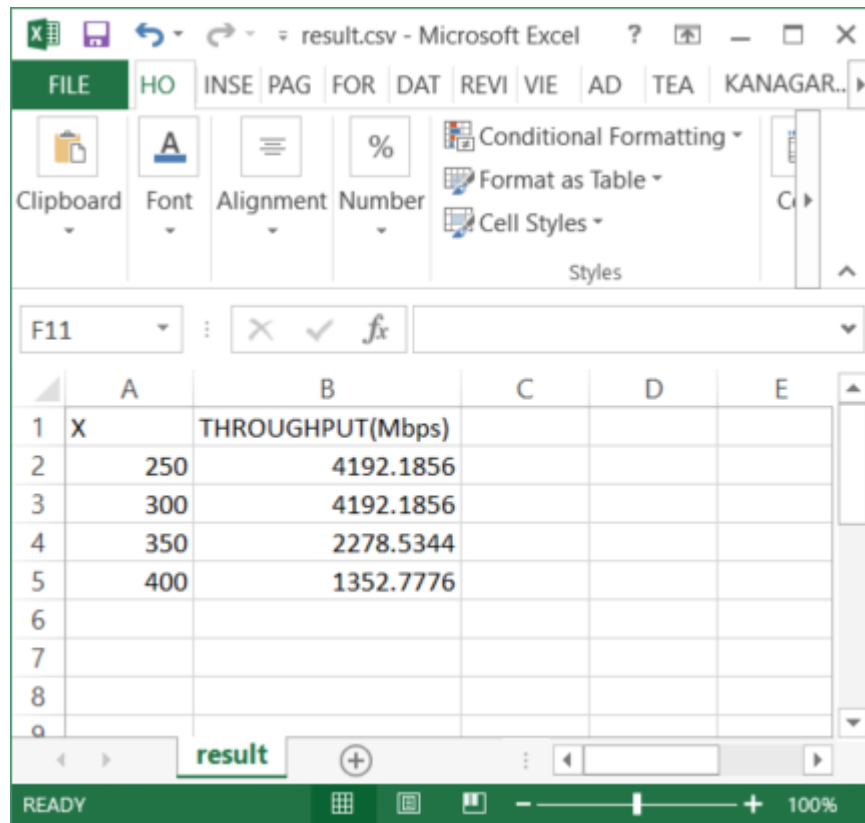 result.csv - Microsoft Excel ?
FILE HO INSE PAG FOR DAT REVI VIE AD TEA KANAGAR...
Clipboard Font Alignment Number
A %
Conditional Formatting
Format as Table
Cell Styles
Styles
F11 fx
A B C D E
1 X THROUGHPUT(Mbps)
2 250 4192.1856
3 300 4192.1856
4 350 2278.5344
5 400 1352.7776
6
7
8
9
result
READY 100%